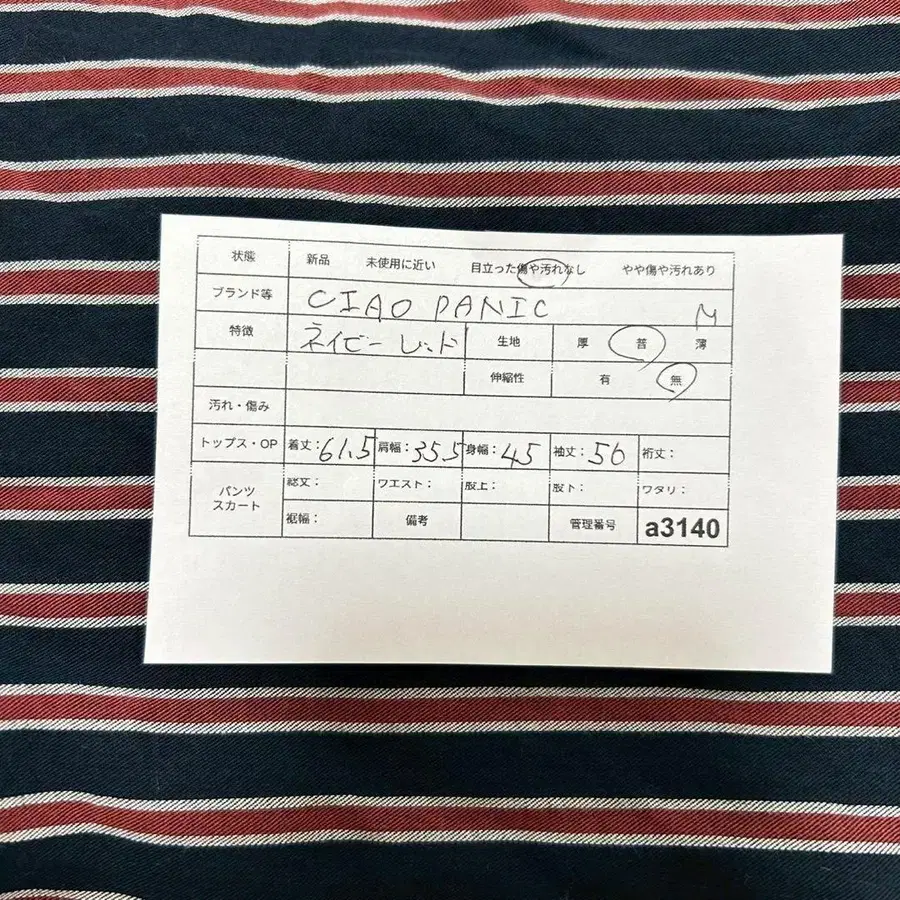 状態 新品 未使用に近い 目立った傷や汚れなし やや傷や汚れあり
ブランド等 CIAO PANIC M
特徴 ネイビー レッド 生地 厚 普 薄
伸縮性 有 無
汚れ・傷み
トップス・OP 着丈：61.5 肩幅：35.5 身幅：45 袖丈：56 裄丈：
パンツ スカート 総丈： ウエスト： 股上： 股下： ワタリ：
裾幅： 備考 管理番号 a3140